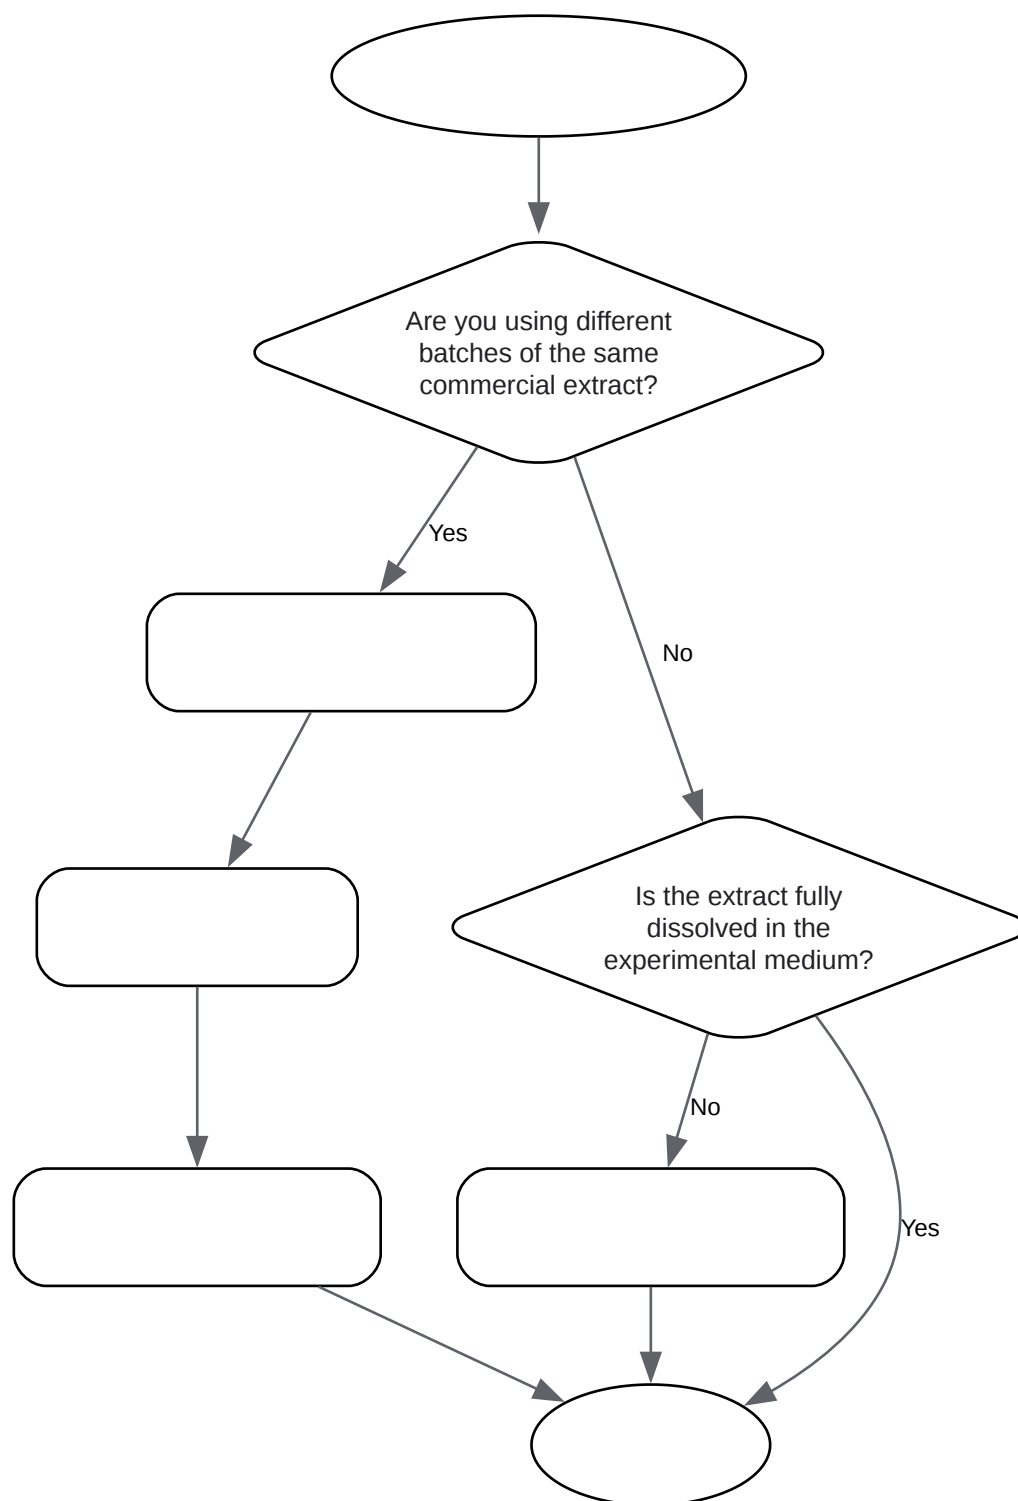 Are you using different
batches of the same
commercial extract?
Yes
No
Is the extract fully
dissolved in the
experimental medium?
No
Yes